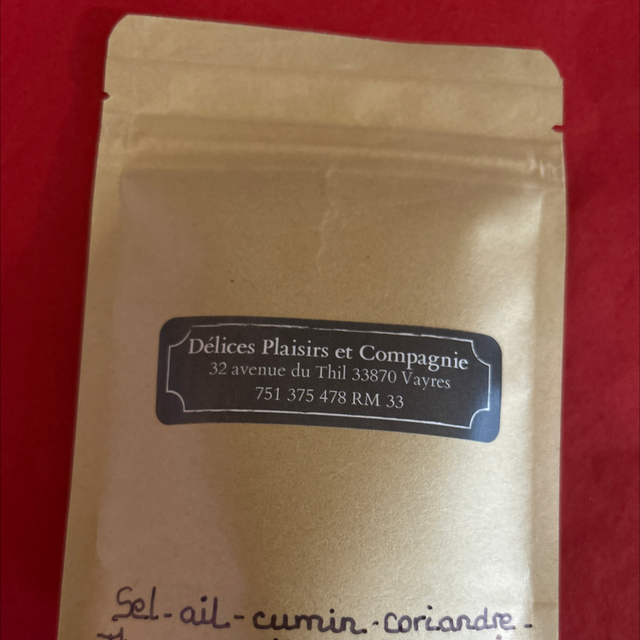 Délices Plaisirs et Compagnie
32 avenue du Thil 33870 Vayres
751 375 478 RM 33
Sel - ail - cumin - coriandre -